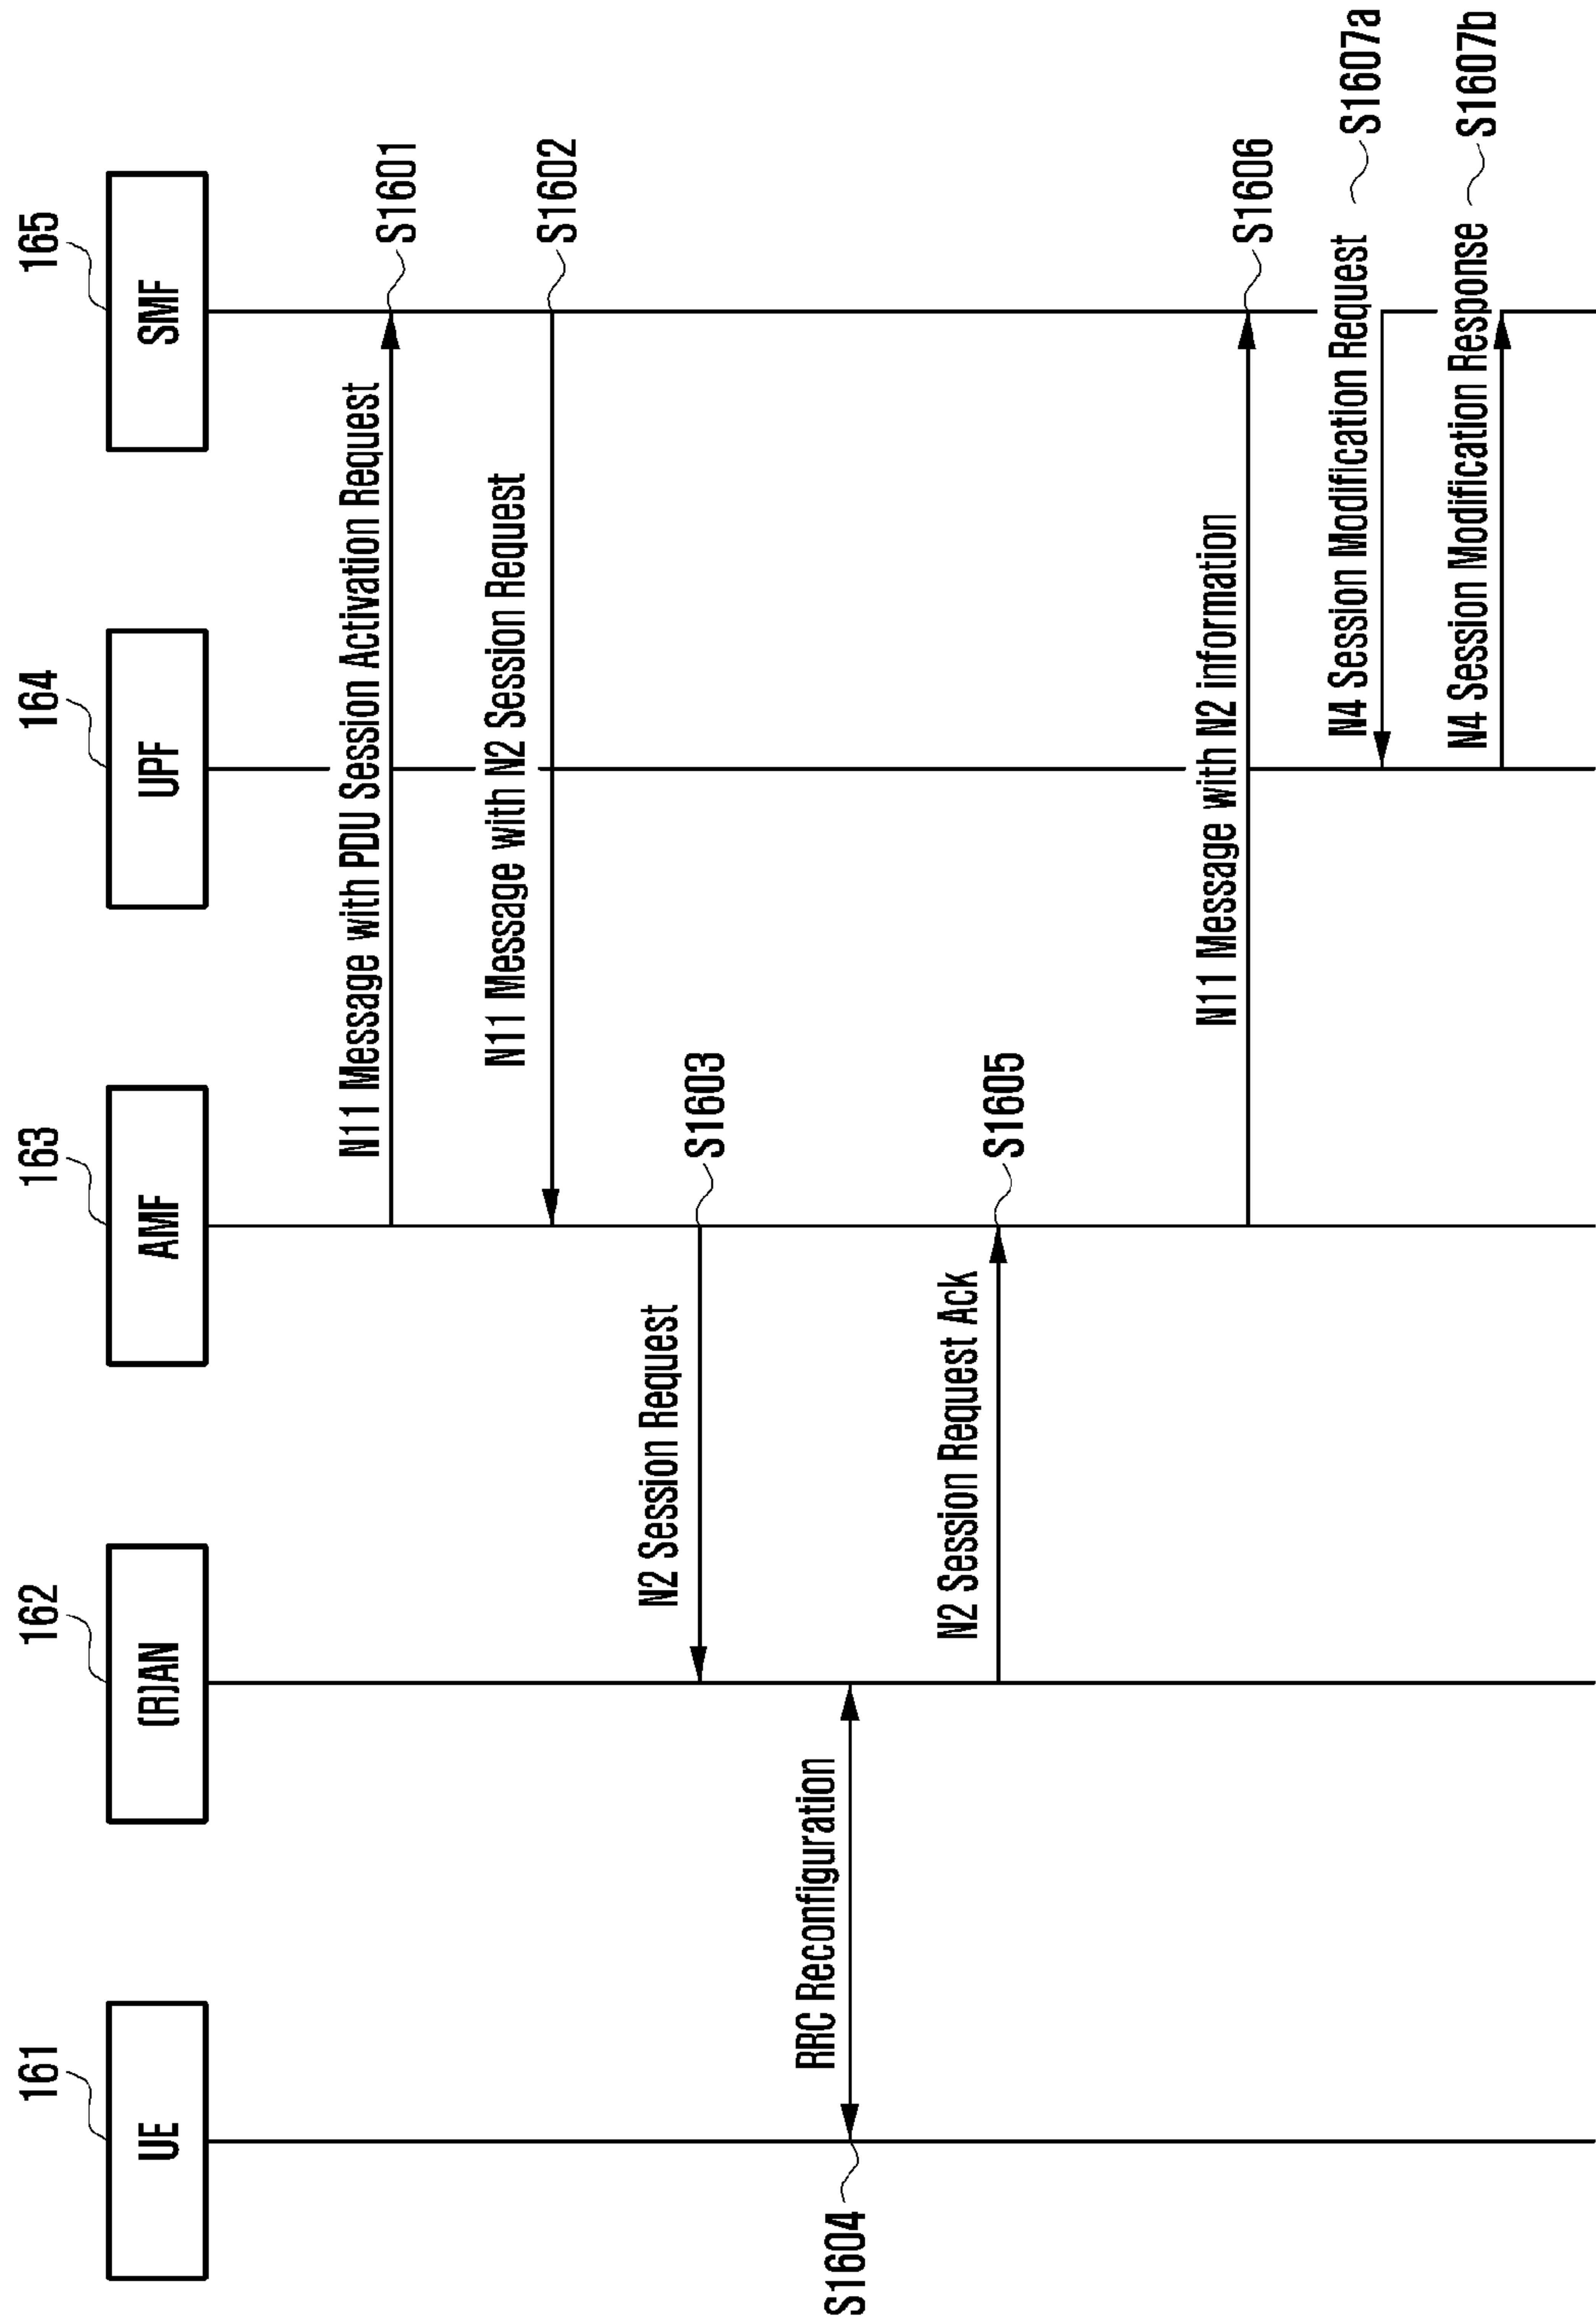 161
162
163
164
165
UE
(R)AN
AMF
UPF
SMF
N11 Message with PDU Session Activation Request
S1601
N11 Message with N2 Session Request
S1602
N2 Session Request
S1603
S1604
RRC Reconfiguration
N2 Session Request Ack
S1605
N11 Message with N2 information
S1606
N4 Session Modification Request
S1607a
N4 Session Modification Response
S1607b